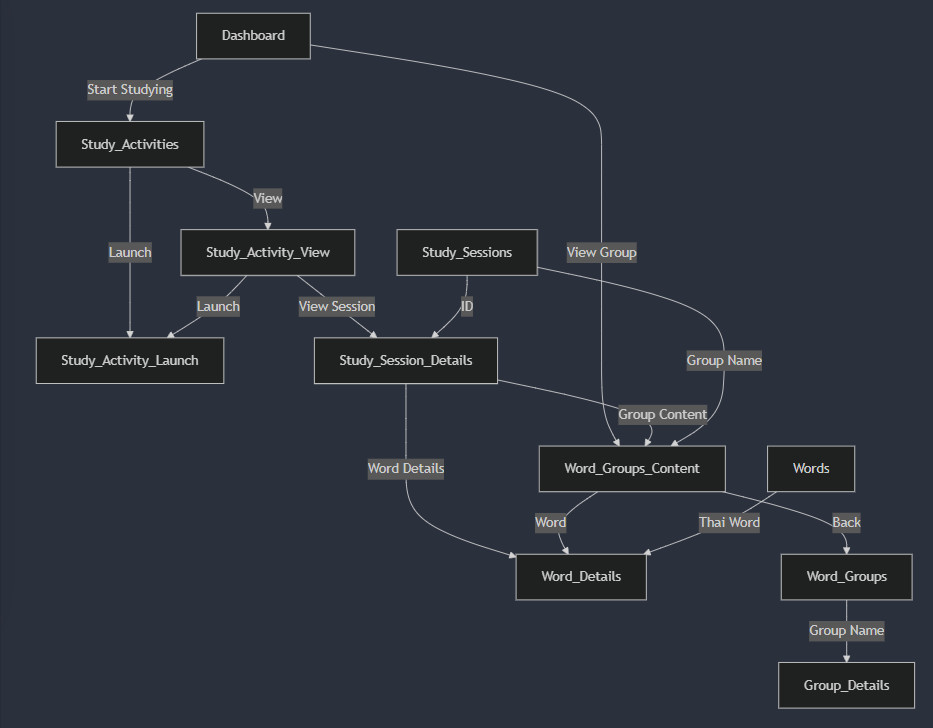 Dashboard
Start Studying
Study_Activities
View
Launch
Study_Activity_View
Study_Sessions
View Group
Launch
View Session
ID
Study_Activity_Launch
Study_Session_Details
Group Name
Group Content
Word Details
Word_Groups_Content
Words
Word
Thai Word
Back
Word_Details
Word_Groups
Group Name
Group_Details